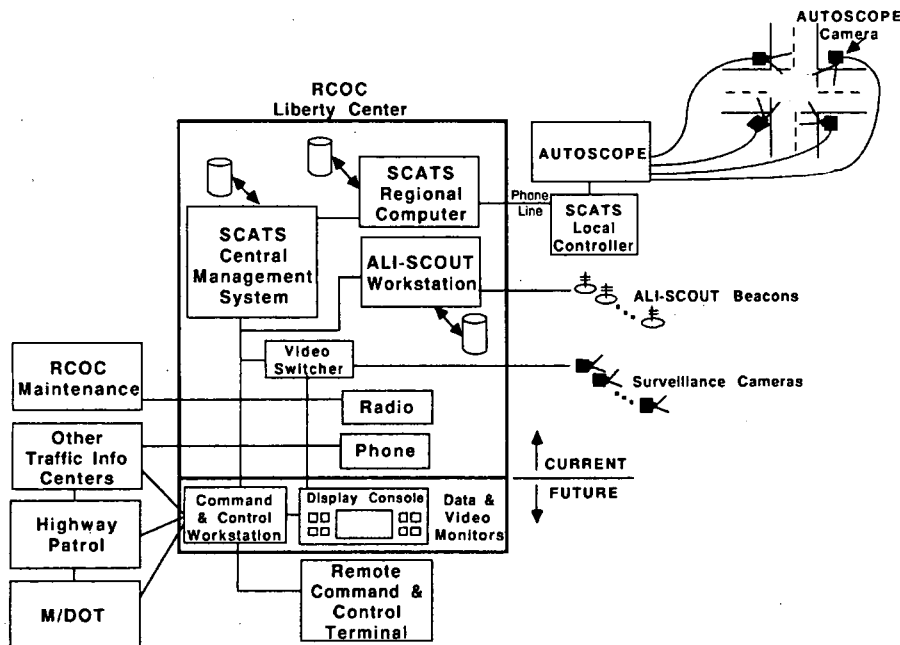 AUTOSCOPE
Camera
RCOC
Liberty Center
AUTOSCOPE
SCATS
Regional
Computer
Phone
Line
SCATS
Local
Controller
SCATS
Central
Management
System
ALI-SCOUT
Workstation
ALI-SCOUT Beacons
Video
Switcher
RCOC
Maintenance
Surveillance Cameras
Radio
Other
Traffic Info
Centers
Phone
CURRENT
FUTURE
Command
& Control
Workstation
Display Console
Data &
Video
Monitors
Highway
Patrol
Remote
Command &
Control
Terminal
M/DOT